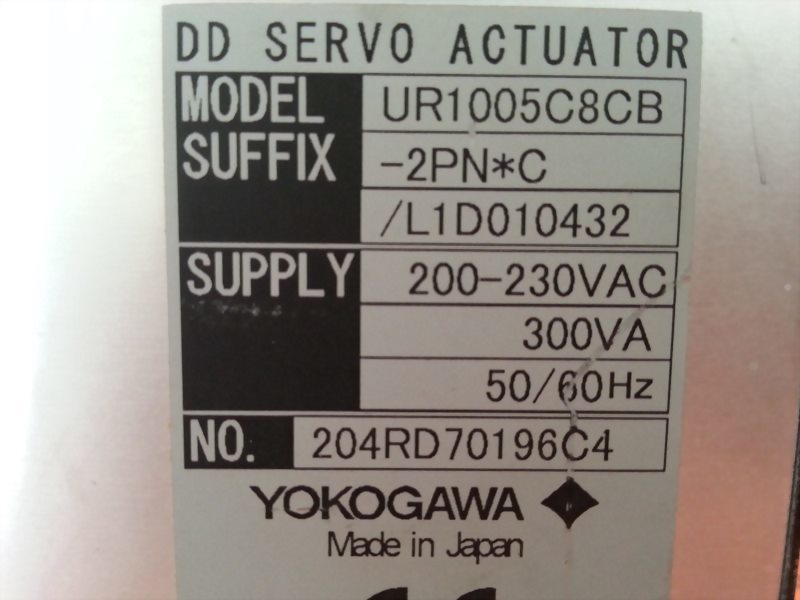 DD SERVO ACTUATOR
MODEL UR1005C8CB
SUFFIX -2PN*C
/L1D010432
SUPPLY 200-230VAC
300VA
50/60Hz
NO. 204RD70196C4
YOKOGAWA
Made in Japan